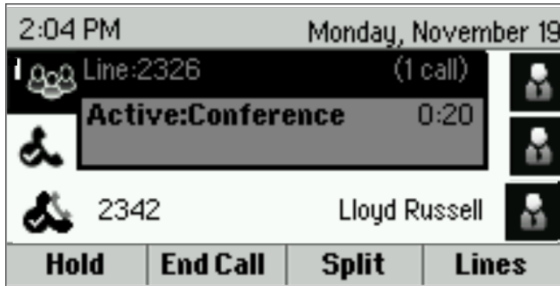 2:04 PM Monday, November 19
Line:2326 (1 call)
Active:Conference 0:20
2342 Lloyd Russell
Hold End Call Split Lines